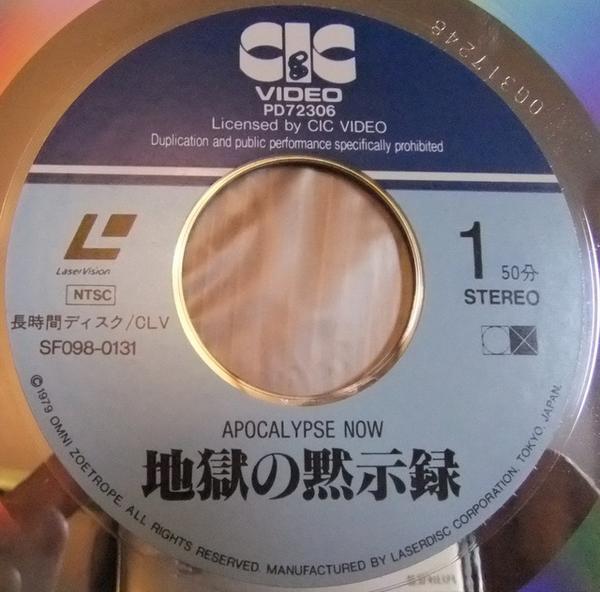 CIC
VIDEO
PD72306
Licensed by CIC VIDEO
Duplication and public performance specifically prohibited
00317248
LaserVision
NTSC
長時間ディスク/CLV
SF098-0131
1 50分
STEREO
APOCALYPSE NOW
地獄の黙示録
©1979 OMNI ZOETROPE. ALL RIGHTS RESERVED. MANUFACTURED BY LASERDISC CORPORATION, TOKYO, JAPAN.